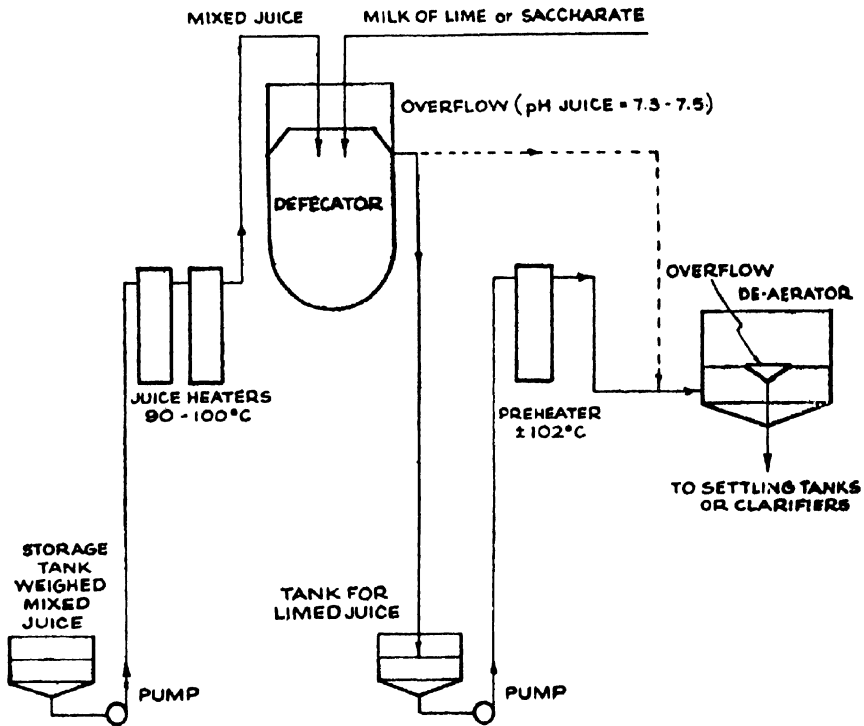 MIXED JUICE
MILK OF LIME or SACCHARATE
OVERFLOW (pH JUICE = 7.3 - 7.5.)
DEFECATOR
OVERFLOW
DE-AERATOR
JUICE HEATERS
90 - 100°C
PREHEATER
± 102°C
TO SETTLING TANKS
OR CLARIFIERS
STORAGE
TANK
WEIGHED
MIXED
JUICE
TANK FOR
LIMED JUICE
PUMP
PUMP